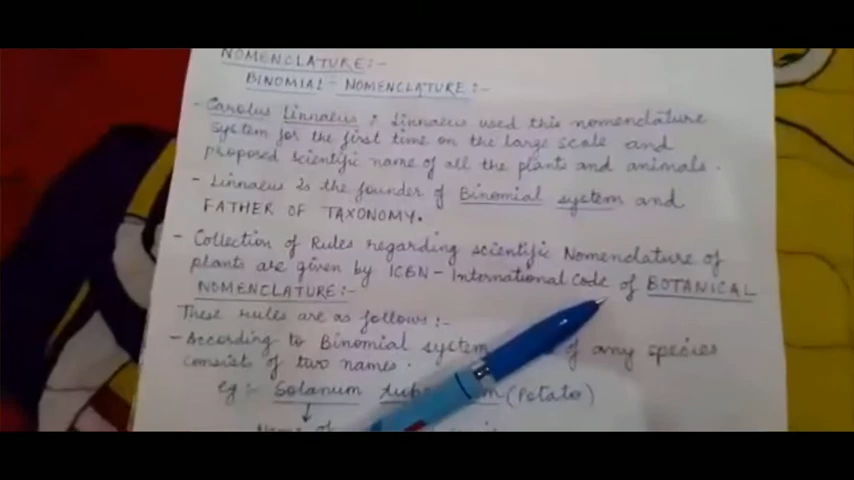 NOMENCLATURE:-
BINOMIAL - NOMENCLATURE :-
- Carolus Linnaeus : Linnaeus used this nomenclature
system for the first time on the large scale and
proposed scientific name of all the plants and animals.
- Linnaeus is the founder of Binomial system and
FATHER OF TAXONOMY.
- Collection of Rules regarding scientific Nomenclature of
plants are given by ICBN - International Code of BOTANICAL
NOMENCLATURE :-
These rules are as follows :-
- According to Binomial system of any species
consist of two names.
eg :- Solanum (Potato)
Name of